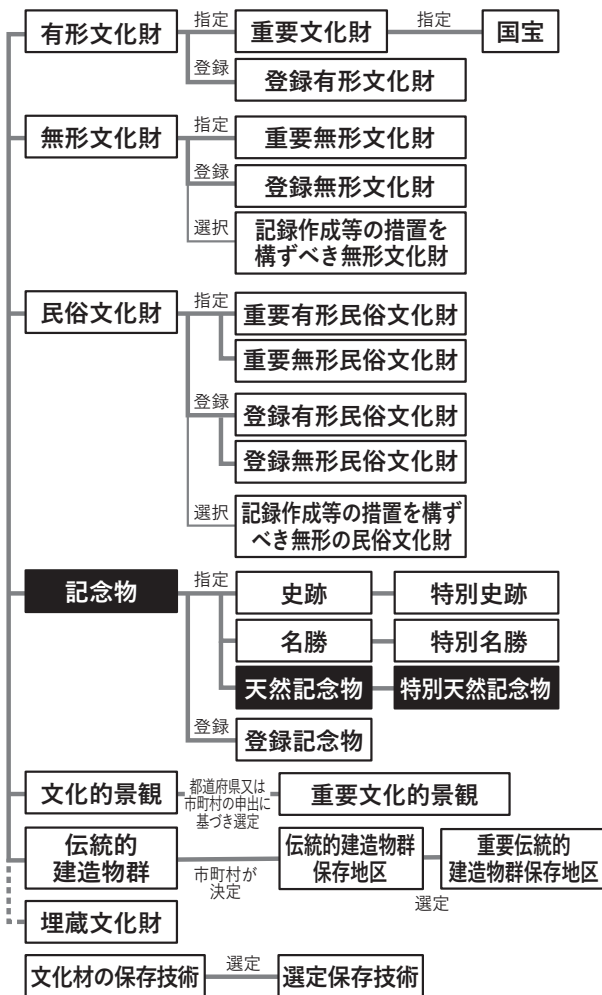 有形文化財
指定
重要文化財
指定
国宝
登録
登録有形文化財
無形文化財
指定
重要無形文化財
登録
登録無形文化財
選択
記録作成等の措置を
構ずべき無形文化財
民俗文化財
指定
重要有形民俗文化財
重要無形民俗文化財
登録
登録有形民俗文化財
登録無形民俗文化財
選択
記録作成等の措置を構ず
べき無形の民俗文化財
記念物
指定
史跡
特別史跡
名勝
特別名勝
天然記念物
特別天然記念物
登録
登録記念物
文化的景観
都道府県又は
市町村の申出に
基づき選定
重要文化的景観
伝統的
建造物群
市町村が
決定
伝統的建造物群
保存地区
選定
重要伝統的
建造物群保存地区
埋蔵文化財
文化材の保存技術
選定
選定保存技術